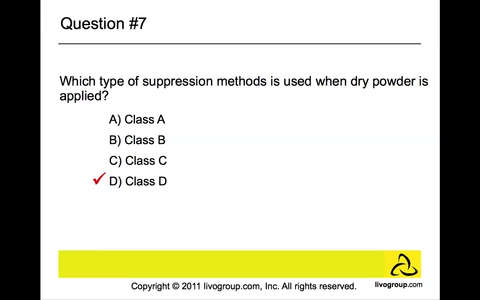 Question #7
Which type of suppression methods is used when dry powder is
applied?
A) Class A
B) Class B
C) Class C
D) Class D
livogroup.com
Copyright © 2011 livogroup.com, Inc. All rights reserved.